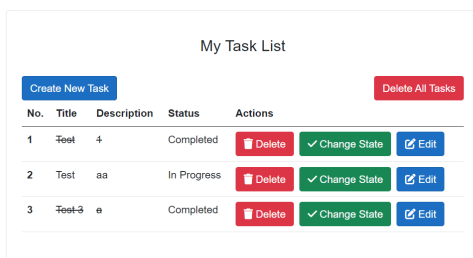 My Task List
Create New Task Delete All Tasks
No. Title Description Status Actions
1 Test 1 Completed Delete Change State Edit
2 Test aa In Progress Delete Change State Edit
3 Test 3 a Completed Delete Change State Edit